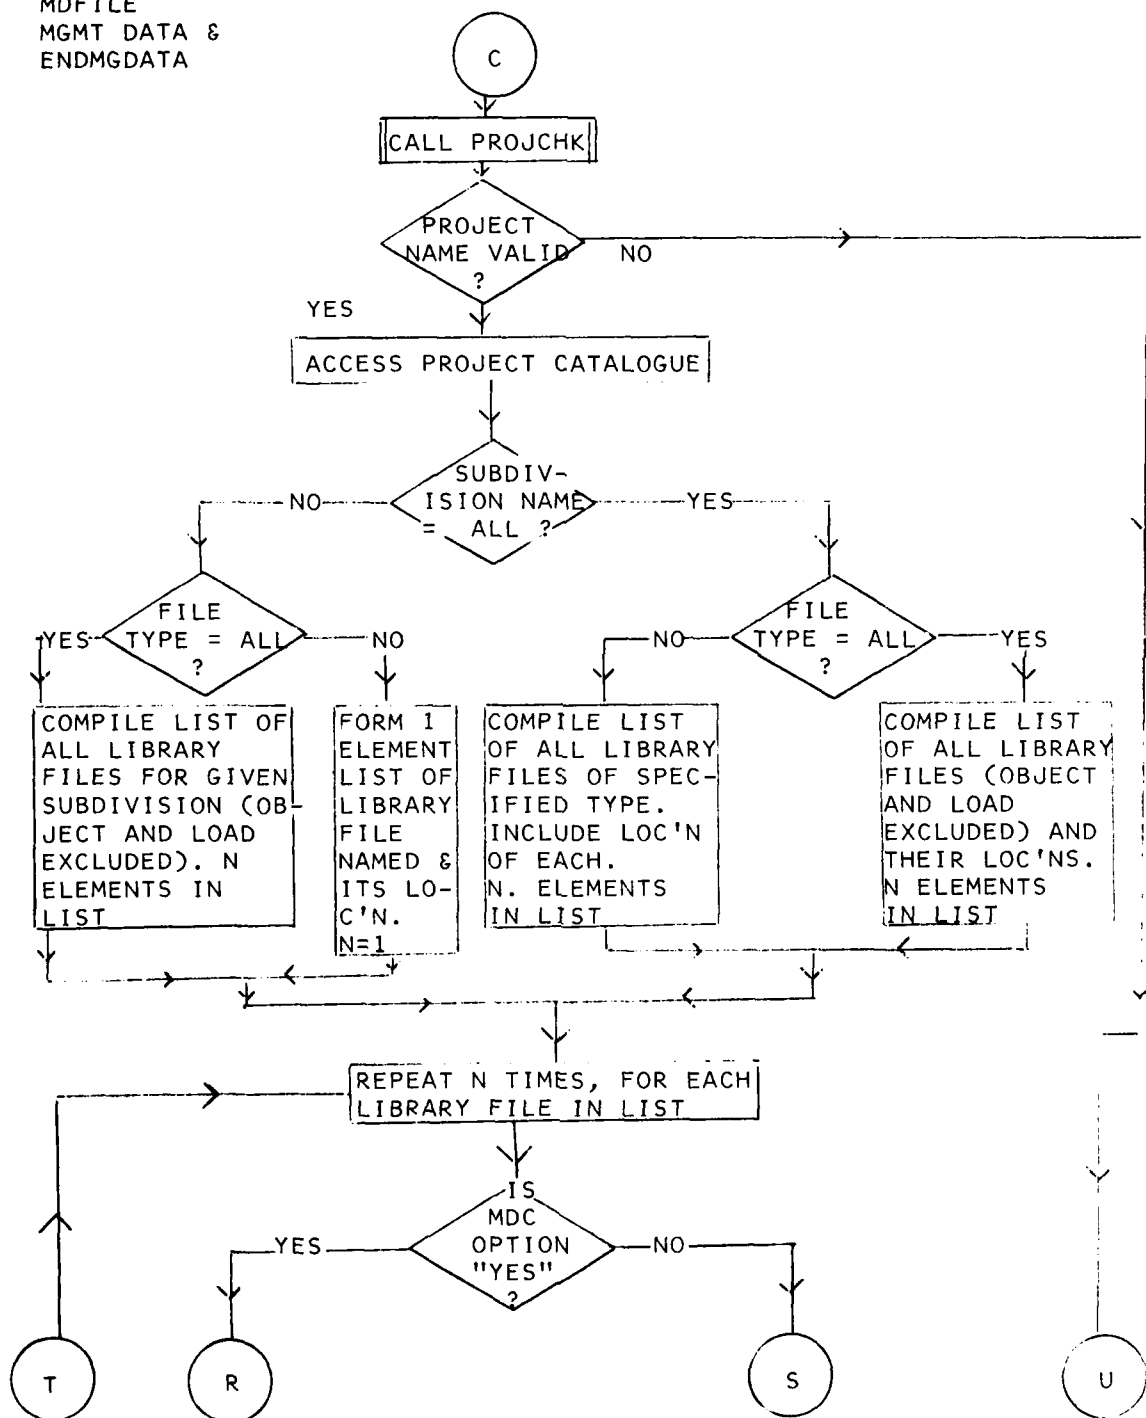 MDFILE
MGMT DATA &
ENDMGDATA
C
CALL PROJCHK
PROJECT
NAME VALID
?
NO
YES
ACCESS PROJECT CATALOGUE
SUBDIV-
ISION NAME
= ALL ?
NO
YES
FILE
TYPE = ALL
?
YES
NO
FILE
TYPE = ALL
?
NO
YES
COMPILE LIST OF
ALL LIBRARY
FILES FOR GIVEN
SUBDIVISION (OB-
JECT AND LOAD
EXCLUDED). N
ELEMENTS IN
LIST
FORM 1
ELEMENT
LIST OF
LIBRARY
FILE
NAMED &
ITS LO-
C'N.
N=1
COMPILE LIST
OF ALL LIBRARY
FILES OF SPEC-
IFIED TYPE.
INCLUDE LOC'N
OF EACH.
N. ELEMENTS
IN LIST
COMPILE LIST
OF ALL LIBRARY
FILES (OBJECT
AND LOAD
EXCLUDED) AND
THEIR LOC'NS.
N ELEMENTS
IN LIST
REPEAT N TIMES, FOR EACH
LIBRARY FILE IN LIST
IS
MDC
OPTION
"YES"
?
YES
NO
T
R
S
U